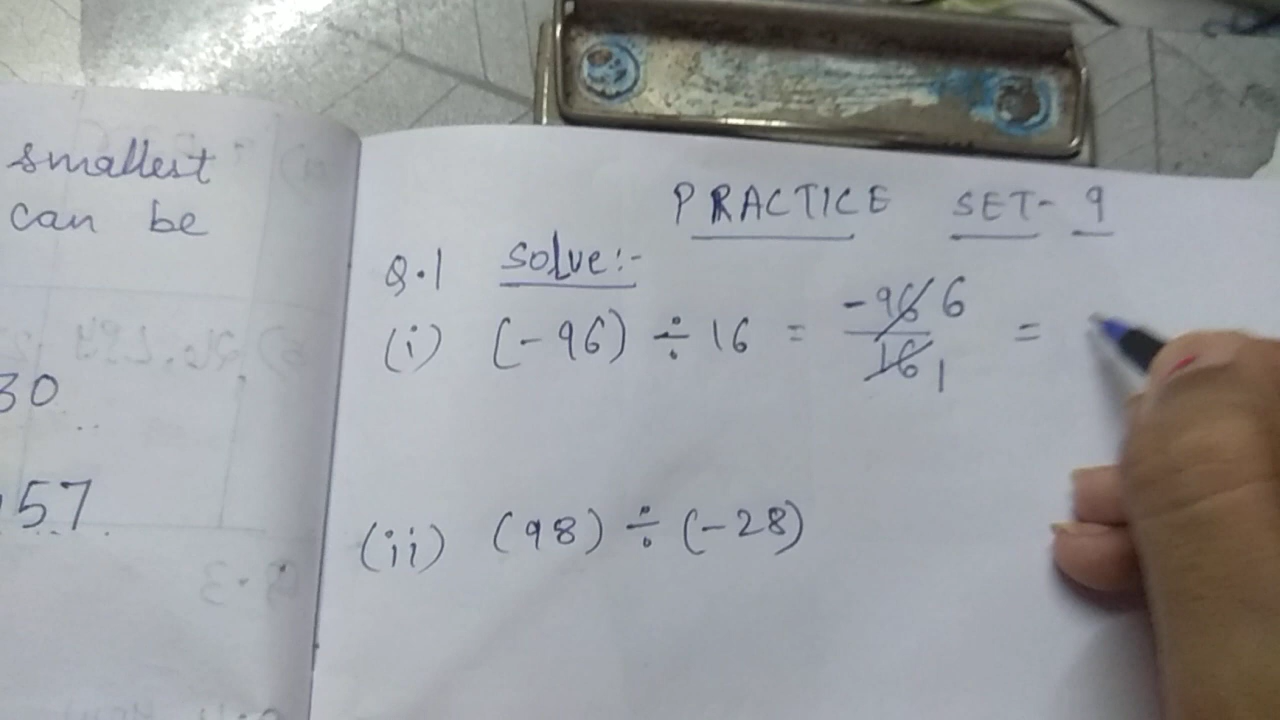 smallest
can be
30
57
PRACTICE SET- 9
Q.1 Solve:-
(i) (-96) ÷ 16 = -96 6 / 16 1 =
(ii) (98) ÷ (-28)